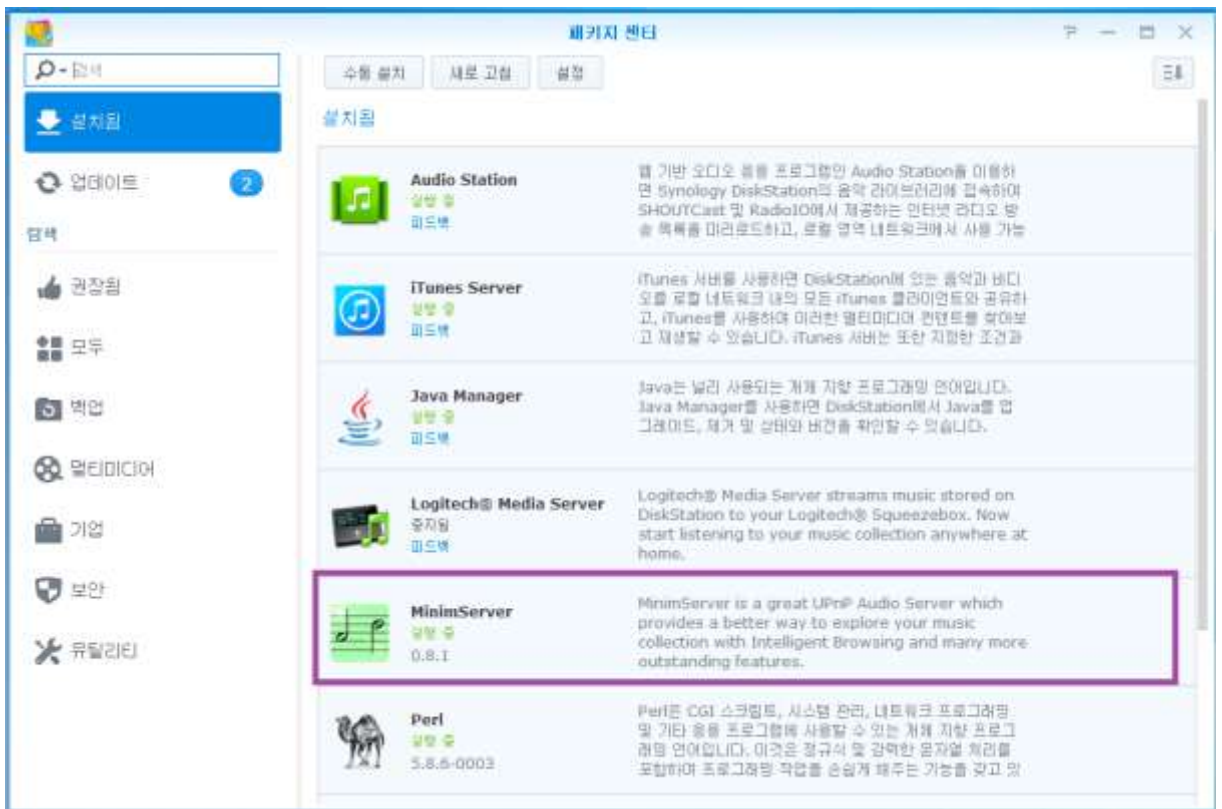 패키지 센터
검색
수동 설치
새로 고침
설정
설치됨
업데이트
2
탐색
권장됨
모두
백업
멀티미디어
기업
보안
유틸리티
설치됨
Audio Station
실행 중
피드백
웹 기반 오디오 응용 프로그램인 Audio Station을 이용하
면 Synology DiskStation의 음악 라이브러리에 접속하여
SHOUTCast 및 RadioIO에서 제공하는 인터넷 라디오 방
송 목록을 미리로드하고, 로컬 영역 네트워크에서 사용 가능
iTunes Server
실행 중
피드백
iTunes 서버를 사용하면 DiskStation에 있는 음악과 비디
오를 로컬 네트워크 내의 모든 iTunes 클라이언트와 공유하
고, iTunes를 사용하여 이러한 멀티미디어 컨텐트를 찾아보
고 재생할 수 있습니다. iTunes 서버는 또한 지정한 조건과
Java Manager
실행 중
피드백
Java는 널리 사용되는 개체 지향 프로그래밍 언어입니다.
Java Manager를 사용하면 DiskStation에서 Java를 업
그레이드, 제거 및 상태와 버전을 확인할 수 있습니다.
Logitech® Media Server
중지됨
피드백
Logitech® Media Server streams music stored on
DiskStation to your Logitech® Squeezebox. Now
start listening to your music collection anywhere at
home.
MinimServer
실행 중
0.8.1
MinimServer is a great UPnP Audio Server which
provides a better way to explore your music
collection with Intelligent Browsing and many more
outstanding features.
Perl
실행 중
5.8.6-0003
Perl은 CGI 스크립트, 시스템 관리, 네트워크 프로그래밍
및 기타 응용 프로그램에 사용할 수 있는 개체 지향 프로그
래밍 언어입니다. 이것은 정규식 및 강력한 문자열 처리를
포함하여 프로그래밍 작업을 손쉽게 해주는 기능을 갖고 있